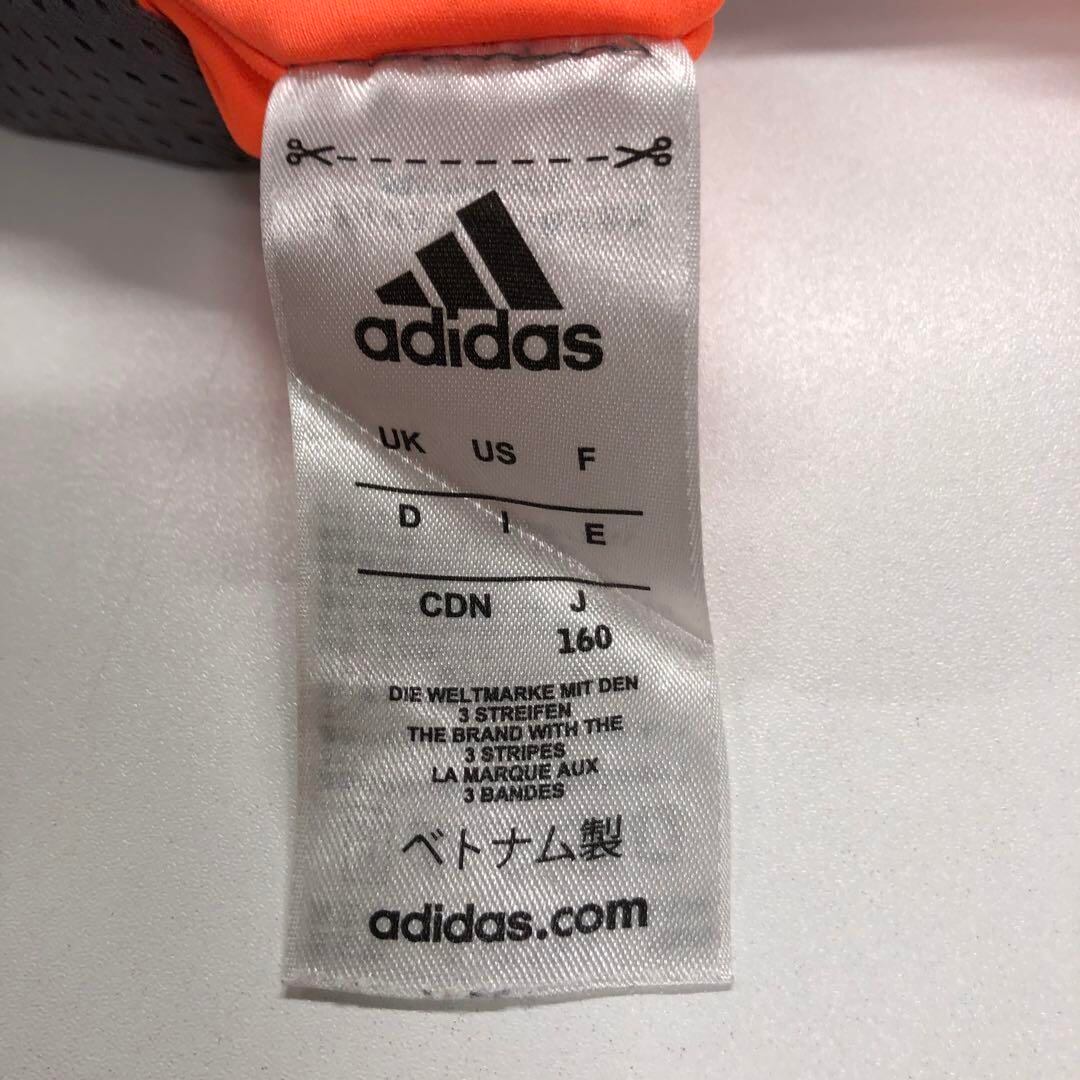 adidas
UK US F
D I E
CDN J
160
DIE WELTMARKE MIT DEN
3 STREIFEN
THE BRAND WITH THE
3 STRIPES
LA MARQUE AUX
3 BANDES
ベトナム製
adidas.com